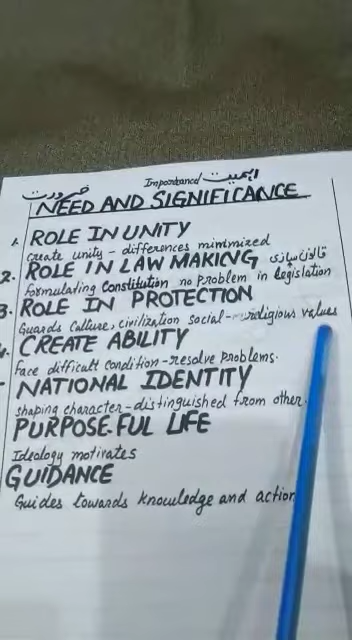 Importance/ اہمیت
ضرورت
NEED AND SIGNIFICANCE
1. ROLE IN UNITY
create unity - differences minimized
2. ROLE IN LAW MAKING قانون سازی
formulating Constitution no problem in legislation
3. ROLE IN PROTECTION
Guards culture, civilization social - religious values
4. CREATE ABILITY
face difficult condition - resolve problems.
- NATIONAL IDENTITY
shaping character - distinguished from other
PURPOSE-FUL LIFE
Ideology motivates
GUIDANCE
Guides towards knowledge and action